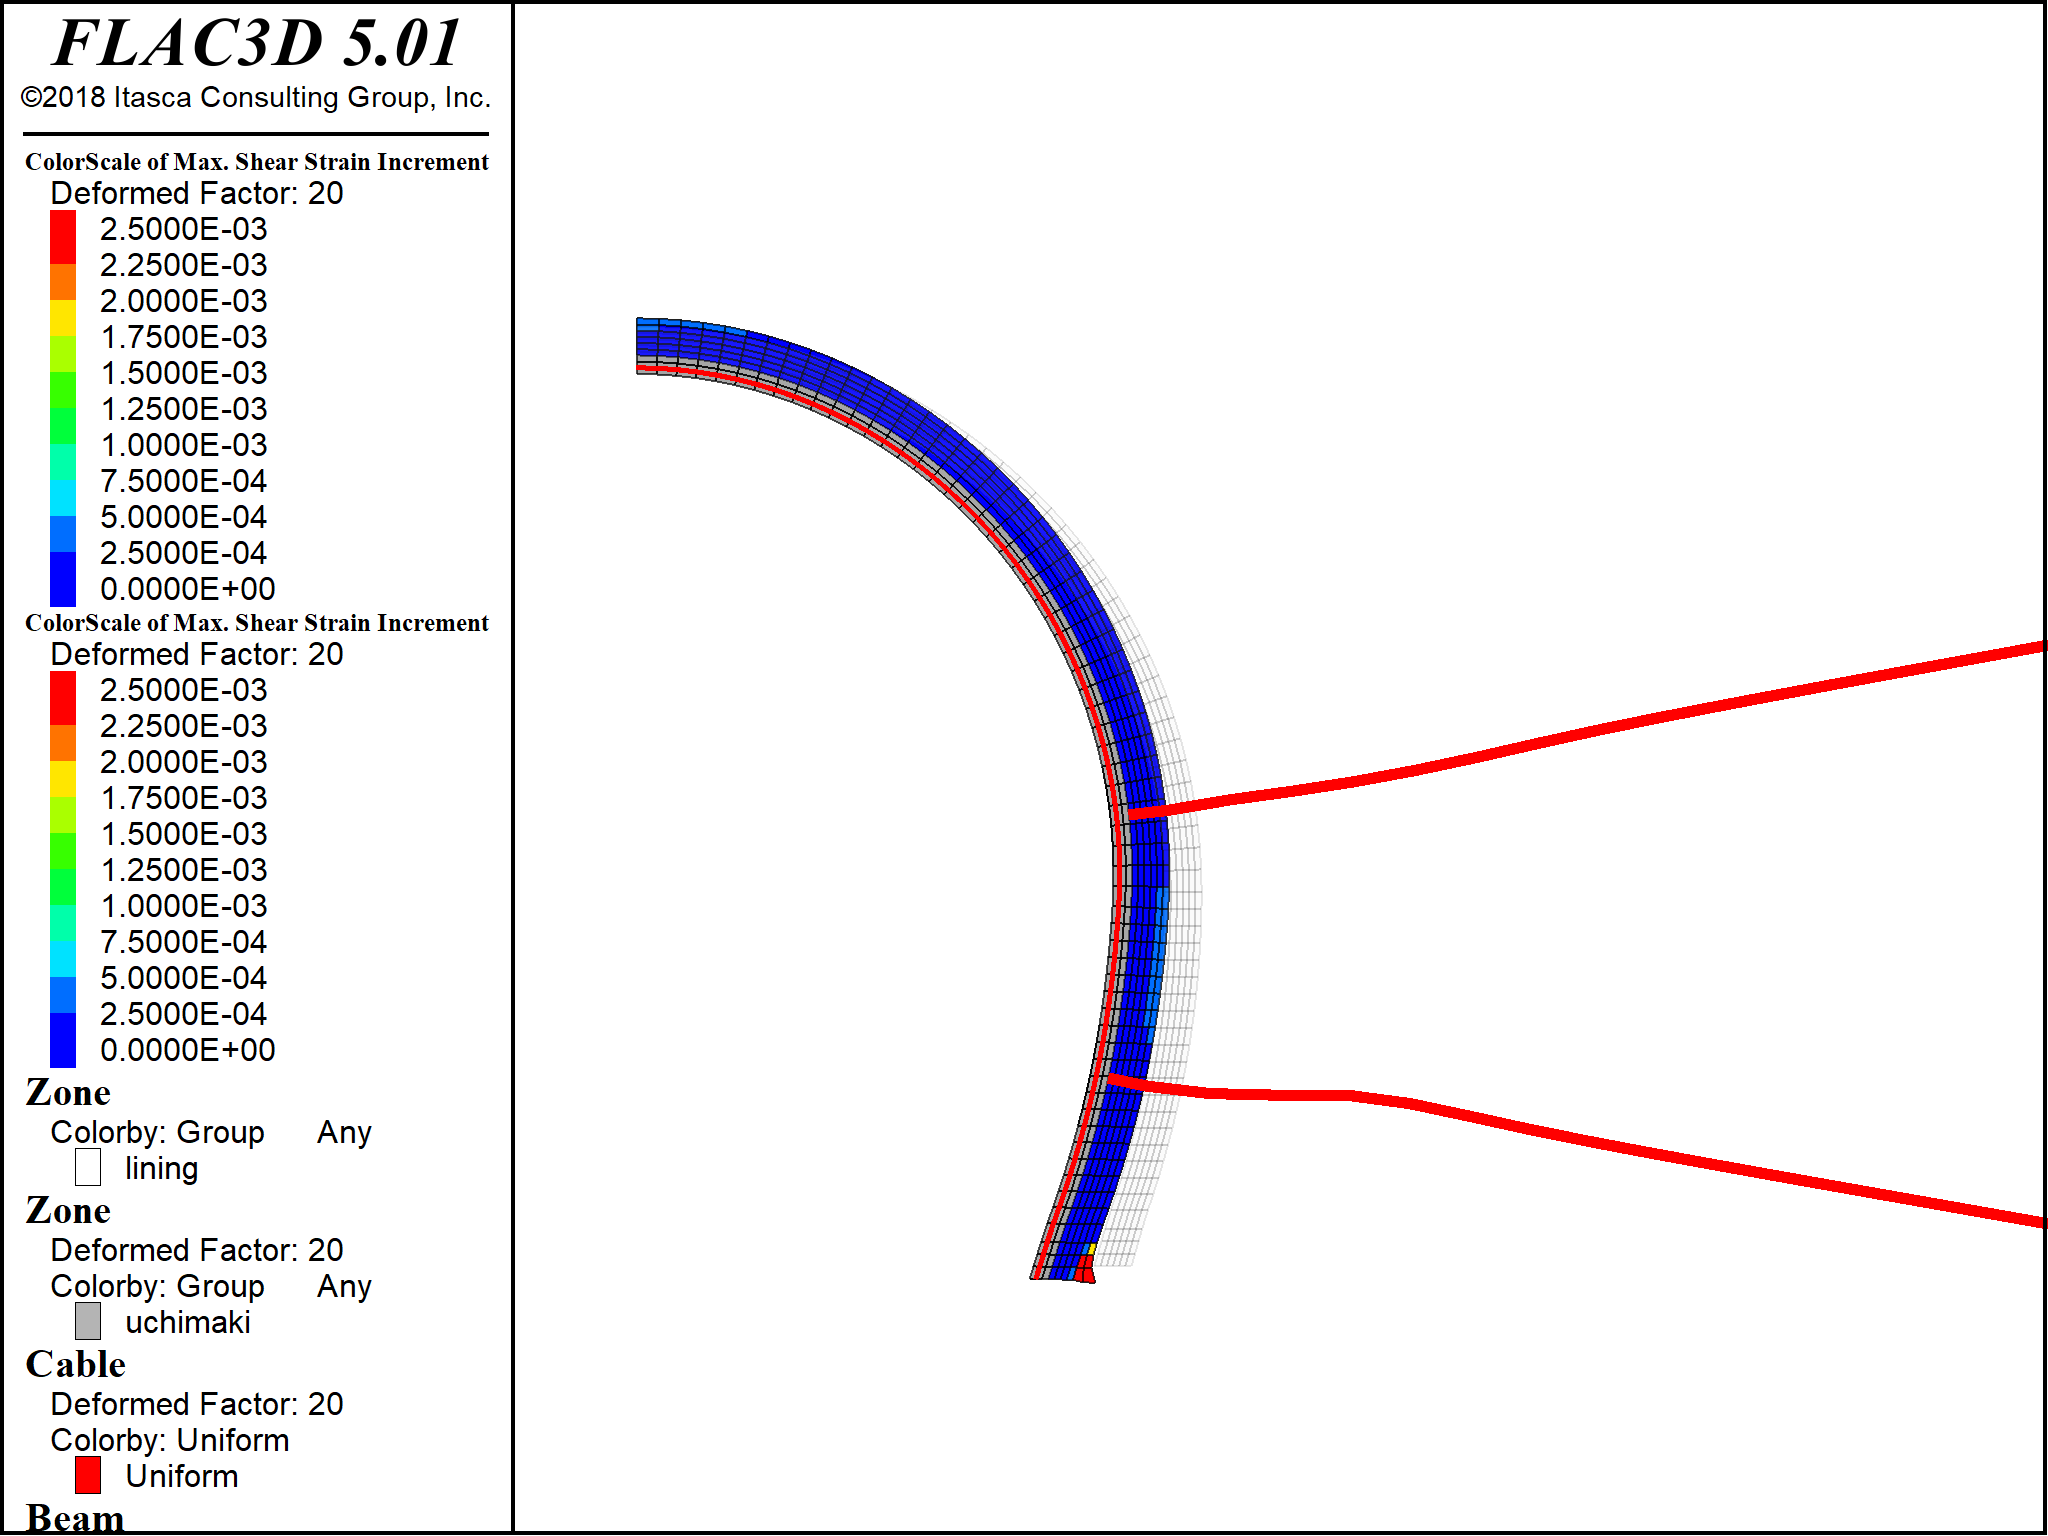 FLAC3D 5.01
©2018 Itasca Consulting Group, Inc.
ColorScale of Max. Shear Strain Increment
Deformed Factor: 20
2.5000E-03
2.2500E-03
2.0000E-03
1.7500E-03
1.5000E-03
1.2500E-03
1.0000E-03
7.5000E-04
5.0000E-04
2.5000E-04
0.0000E+00
ColorScale of Max. Shear Strain Increment
Deformed Factor: 20
2.5000E-03
2.2500E-03
2.0000E-03
1.7500E-03
1.5000E-03
1.2500E-03
1.0000E-03
7.5000E-04
5.0000E-04
2.5000E-04
0.0000E+00
Zone
Colorby: Group Any
lining
Zone
Deformed Factor: 20
Colorby: Group Any
uchimaki
Cable
Deformed Factor: 20
Colorby: Uniform
Uniform
Beam